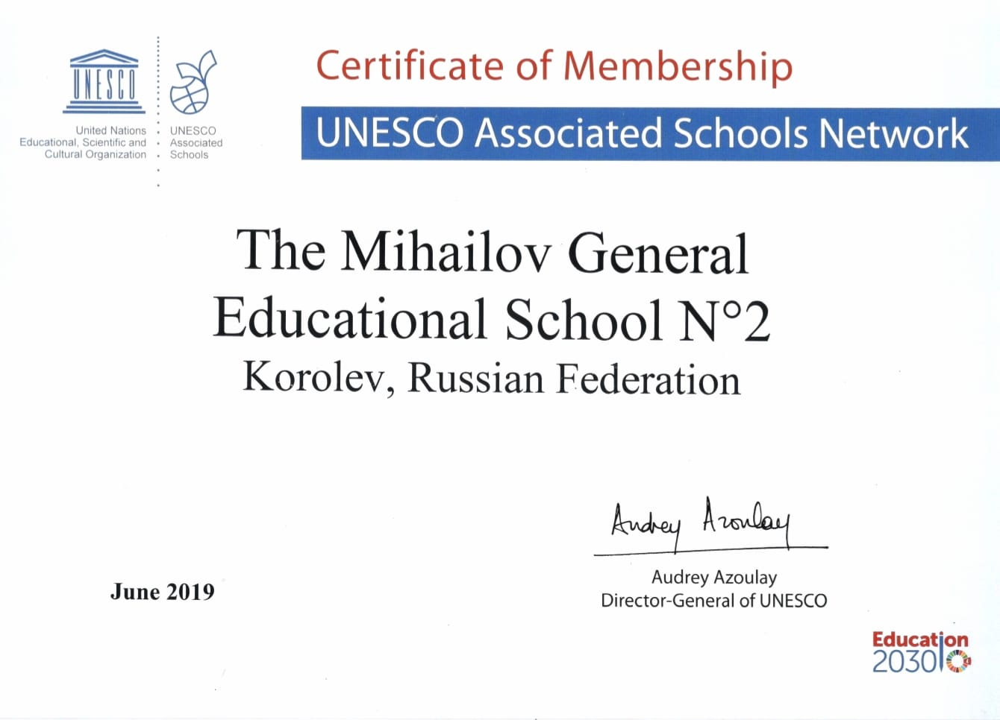 UNESCO
United Nations
Educational, Scientific and
Cultural Organization
UNESCO
Associated
Schools
Certificate of Membership
UNESCO Associated Schools Network
The Mihailov General
Educational School N°2
Korolev, Russian Federation
Audrey Azoulay
Audrey Azoulay
Director-General of UNESCO
June 2019
Education
2030